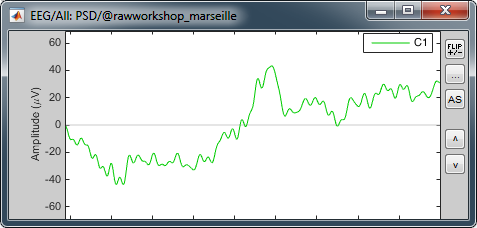 EEG/All: PSD/@rawworkshop_marseille
C1
FLIP
+/−
...
AS
Amplitude (μV)
60
40
20
0
-20
-40
-60